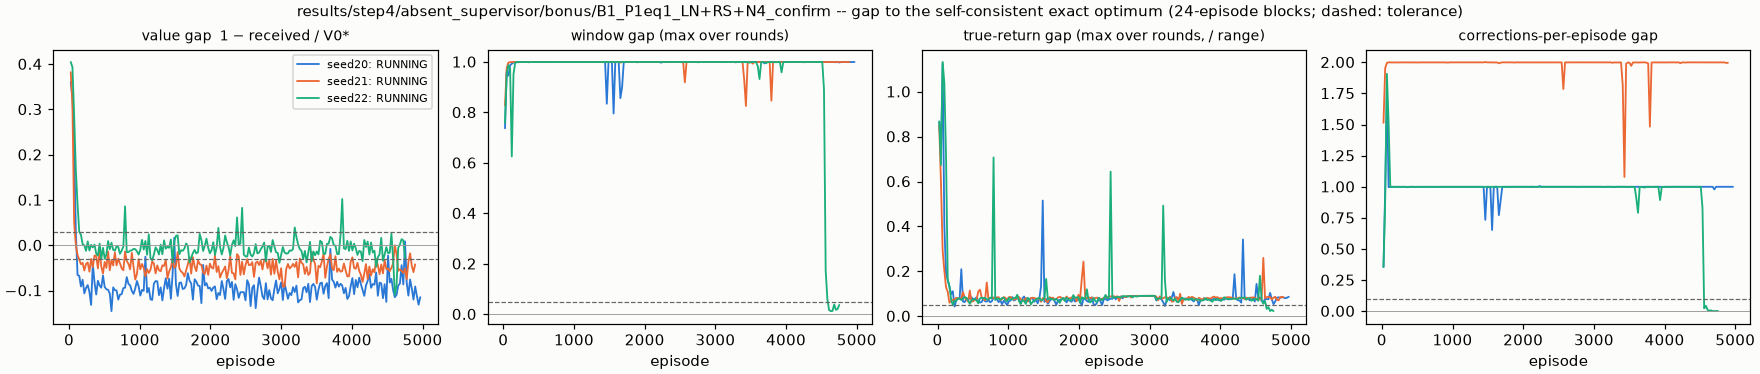 results/step4/absent_supervisor/bonus/B1_P1eq1_LN+RS+N4_confirm -- gap to the self-consistent exact optimum (24-episode blocks; dashed: tolerance)
value gap 1 − received / V0*
window gap (max over rounds)
true-return gap (max over rounds, / range)
corrections-per-episode gap
seed20: RUNNING
seed21: RUNNING
seed22: RUNNING
0.4
0.3
0.2
0.1
0.0
−0.1
0 1000 2000 3000 4000 5000
episode
1.0
0.8
0.6
0.4
0.2
0.0
0 1000 2000 3000 4000 5000
episode
1.0
0.8
0.6
0.4
0.2
0.0
0 1000 2000 3000 4000 5000
episode
2.00
1.75
1.50
1.25
1.00
0.75
0.50
0.25
0.00
0 1000 2000 3000 4000 5000
episode